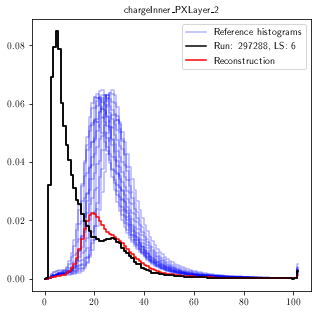 chargeInner_PXLayer_2
Reference histograms
Run: 297288, LS: 6
Reconstruction
0.08
0.06
0.04
0.02
0.00
0 20 40 60 80 100